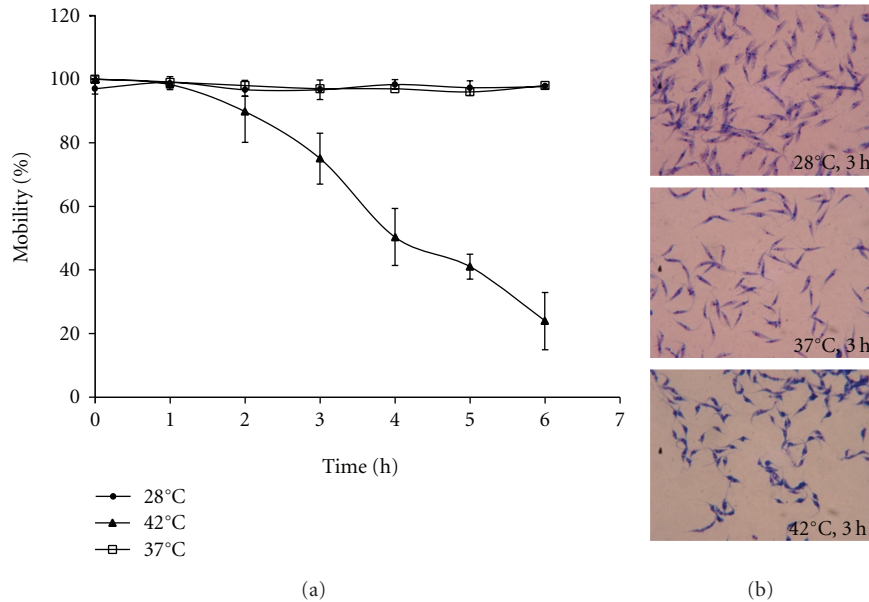 120
100
80
60
40
20
0
Mobility (%)
0 1 2 3 4 5 6 7
Time (h)
28°C
42°C
37°C
(a)
28°C, 3 h
37°C, 3 h
42°C, 3 h
(b)